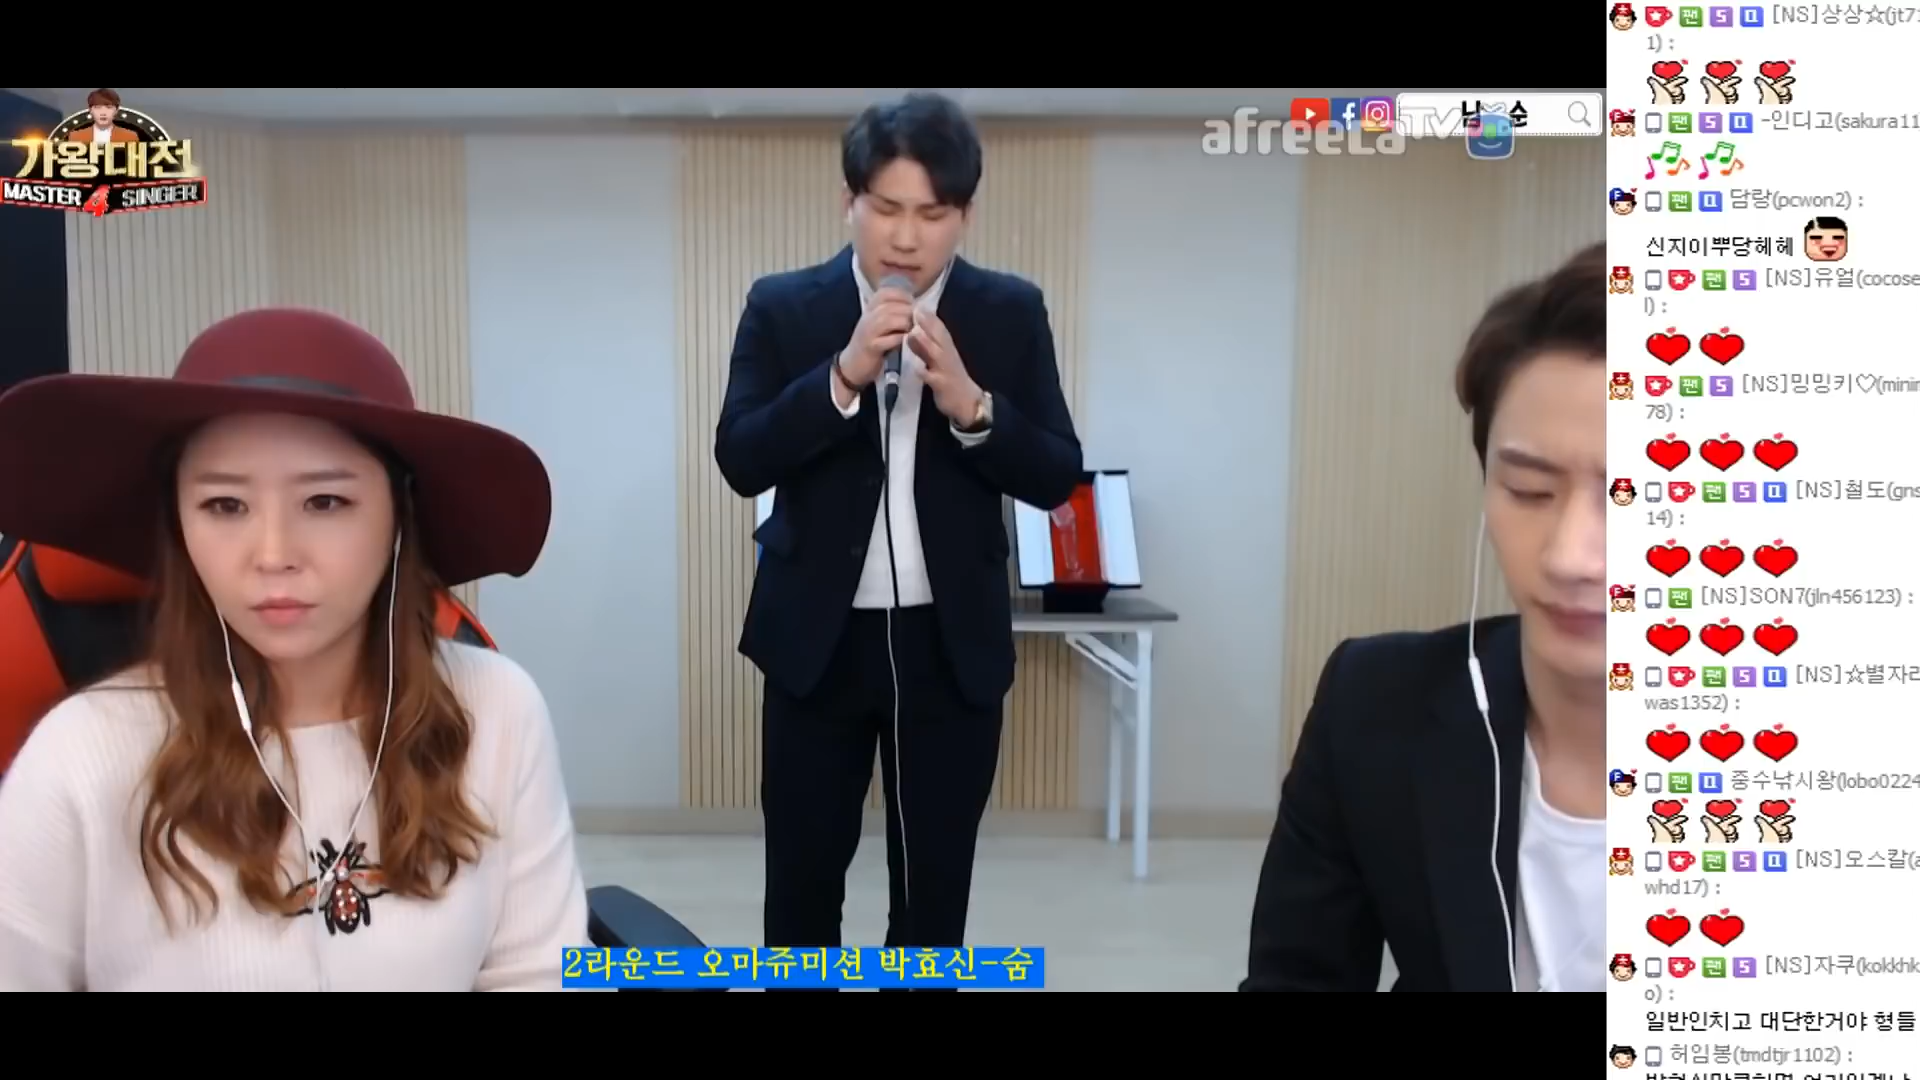 가왕대전
MASTER 4 SINGER
afreecaTV
남순
2라운드 오마쥬미션 박효신-숨
[NS]상상☆(jt7
1) :
-인디고(sakura11
담량(pcwon2) :
신지이뿌당헤헤
[NS]유얼(cocose
l) :
[NS]밍밍키♡(minim
78) :
[NS]철도(gns
14) :
[NS]SON7(jln456123) :
[NS]☆별자리
was1352) :
중수낚시왕(lobo0224
[NS]오스칼(a
whd17) :
[NS]자쿠(kokkhk
o) :
일반인치고 대단한거야 형들
허임봉(tmdtjr1102) :